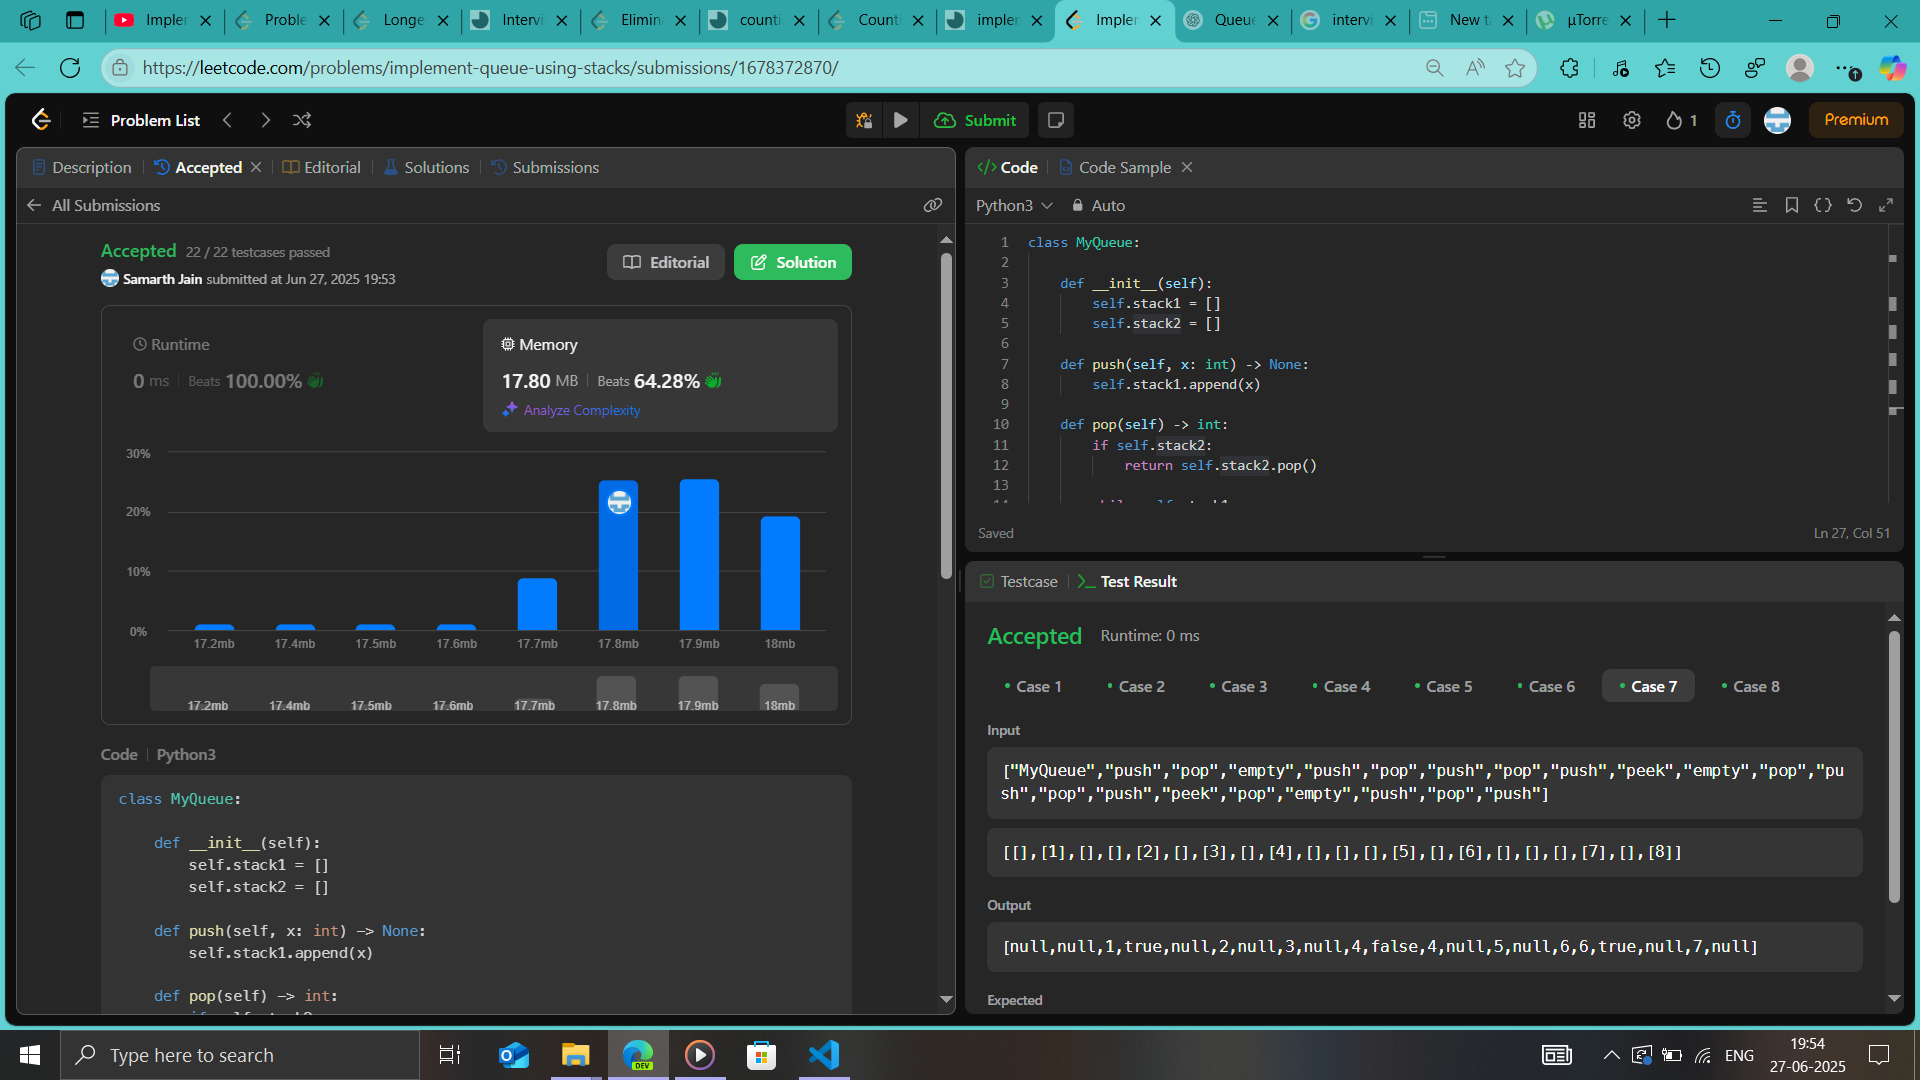 Implem
Proble
Longe
Intervi
Elimin
counti
Counti
implem
Implem
Queue
intervi
New ta
µTorre
https://leetcode.com/problems/implement-queue-using-stacks/submissions/1678372870/
Problem List
Submit
1
Premium
Description
Accepted
Editorial
Solutions
Submissions
All Submissions
Accepted 22 / 22 testcases passed
Samarth Jain submitted at Jun 27, 2025 19:53
Editorial
Solution
Runtime
0 ms Beats 100.00%
Memory
17.80 MB Beats 64.28%
Analyze Complexity
30%
20%
10%
0%
17.2mb 17.4mb 17.5mb 17.6mb 17.7mb 17.8mb 17.9mb 18mb
17.2mb 17.4mb 17.5mb 17.6mb 17.7mb 17.8mb 17.9mb 18mb
Code Python3
class MyQueue:
def __init__(self):
self.stack1 = []
self.stack2 = []
def push(self, x: int) -> None:
self.stack1.append(x)
def pop(self) -> int:
Code
Code Sample
Python3
Auto
1 class MyQueue:
2
3 def __init__(self):
4 self.stack1 = []
5 self.stack2 = []
6
7 def push(self, x: int) -> None:
8 self.stack1.append(x)
9
10 def pop(self) -> int:
11 if self.stack2:
12 return self.stack2.pop()
13
Saved
Ln 27, Col 51
Testcase
Test Result
Accepted Runtime: 0 ms
Case 1 Case 2 Case 3 Case 4 Case 5 Case 6 Case 7 Case 8
Input
["MyQueue","push","pop","empty","push","pop","push","pop","push","peek","empty","pop","pu
sh","pop","push","peek","pop","empty","push","pop","push"]
[[],[1],[],[],[2],[],[3],[],[4],[],[],[],[5],[],[6],[],[],[],[7],[],[8]]
Output
[null,null,1,true,null,2,null,3,null,4,false,4,null,5,null,6,6,true,null,7,null]
Expected
Type here to search
DEV
ENG
19:54
27-06-2025